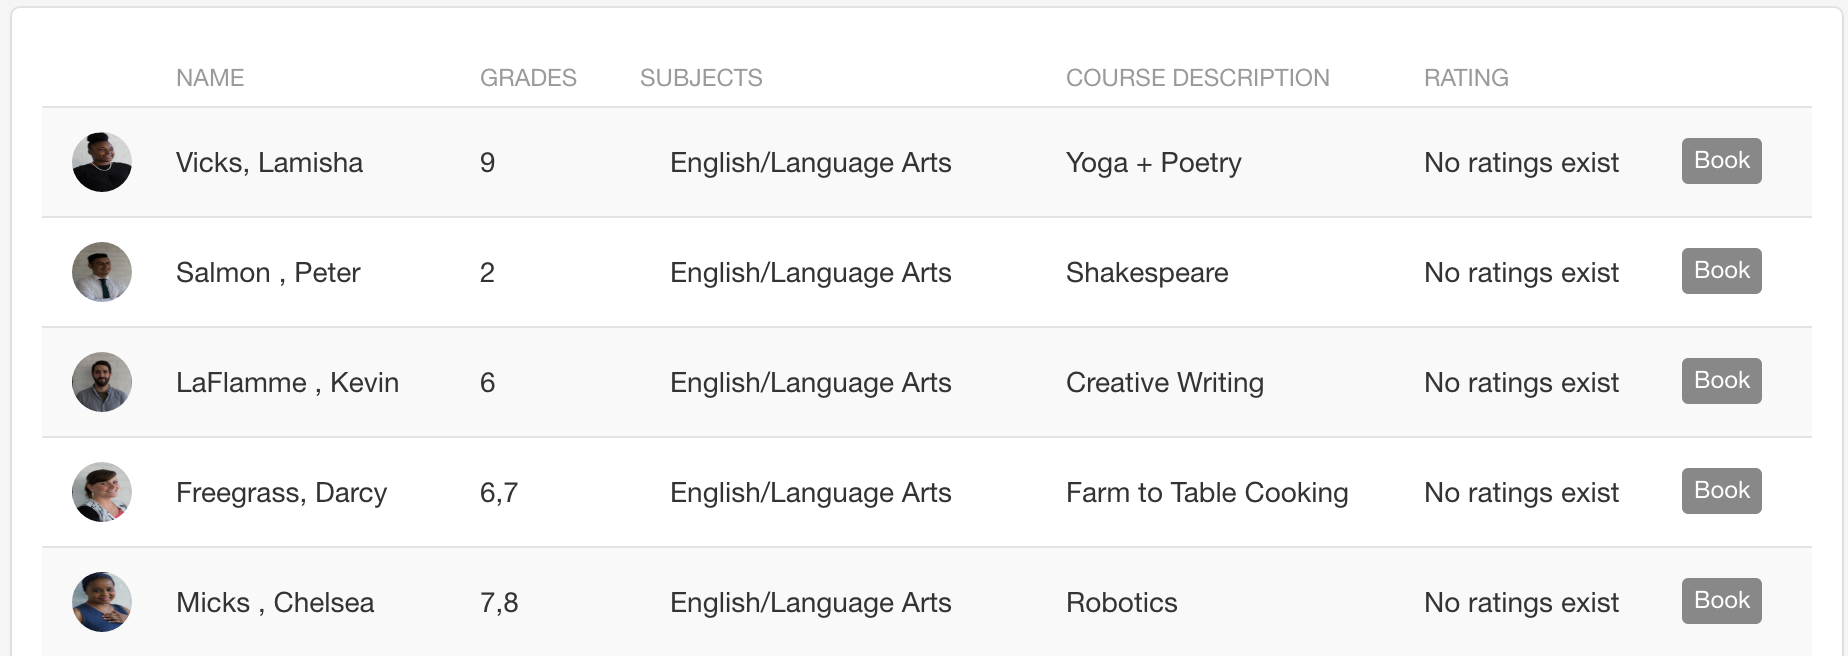 NAME GRADES SUBJECTS COURSE DESCRIPTION RATING
Vicks, Lamisha 9 English/Language Arts Yoga + Poetry No ratings exist Book
Salmon , Peter 2 English/Language Arts Shakespeare No ratings exist Book
LaFlamme , Kevin 6 English/Language Arts Creative Writing No ratings exist Book
Freegrass, Darcy 6,7 English/Language Arts Farm to Table Cooking No ratings exist Book
Micks , Chelsea 7,8 English/Language Arts Robotics No ratings exist Book